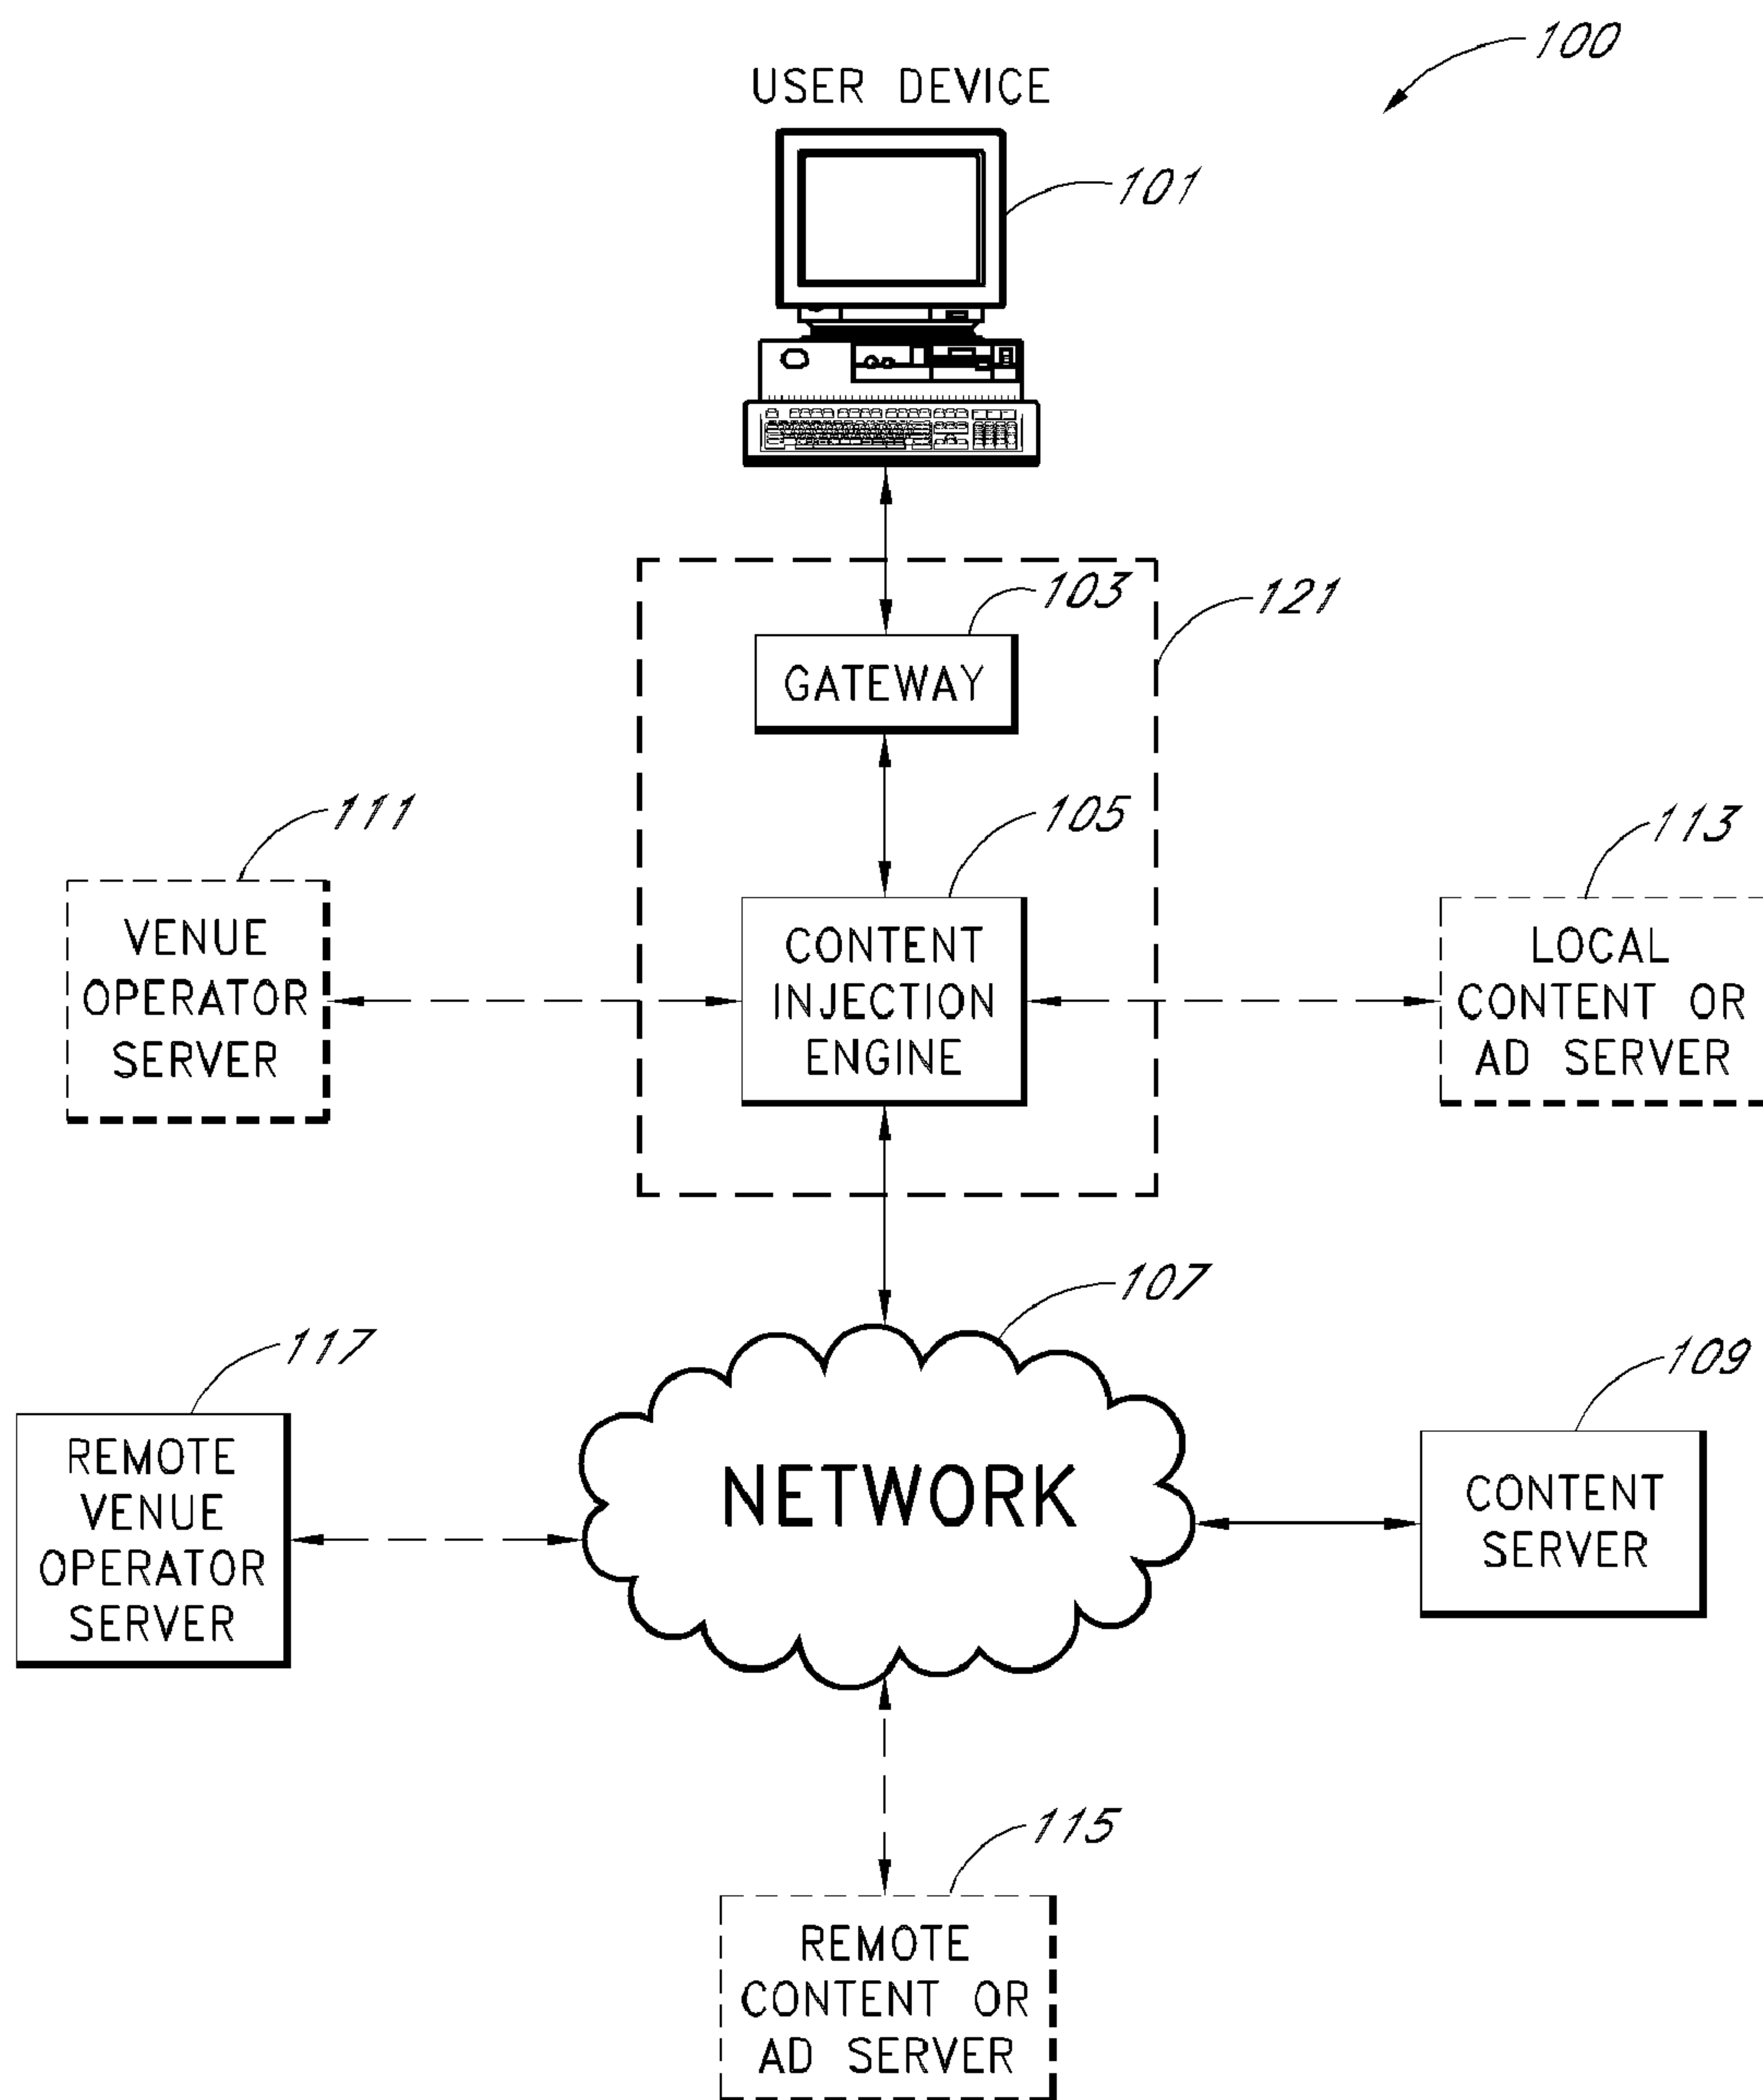 100
USER DEVICE
101
103
121
GATEWAY
111
105
113
VENUE
OPERATOR
SERVER
CONTENT
INJECTION
ENGINE
LOCAL
CONTENT OR
AD SERVER
107
117
109
REMOTE
VENUE
OPERATOR
SERVER
NETWORK
CONTENT
SERVER
115
REMOTE
CONTENT OR
AD SERVER